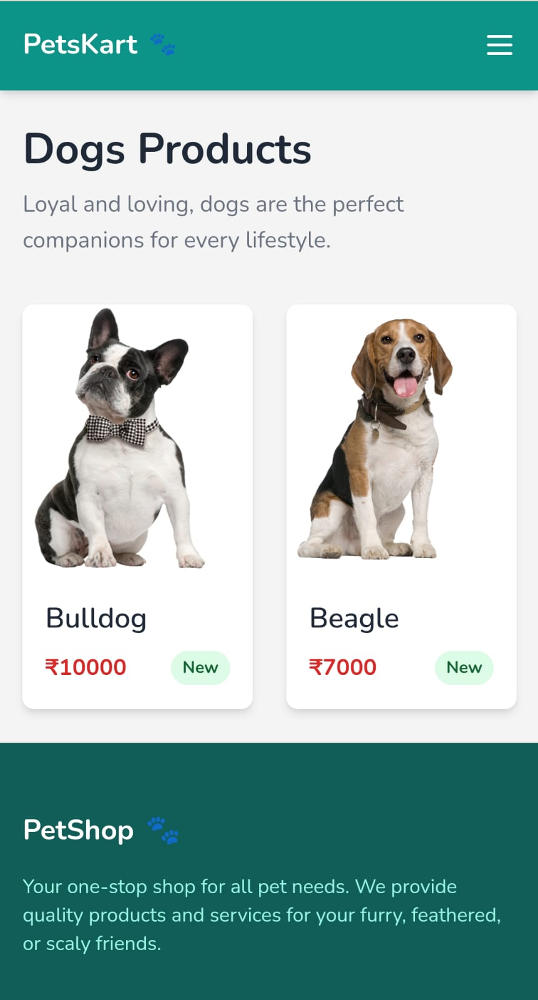 PetsKart 🐾
Dogs Products
Loyal and loving, dogs are the perfect
companions for every lifestyle.
Bulldog
₹10000
New
Beagle
₹7000
New
PetShop 🐾
Your one-stop shop for all pet needs. We provide
quality products and services for your furry, feathered,
or scaly friends.